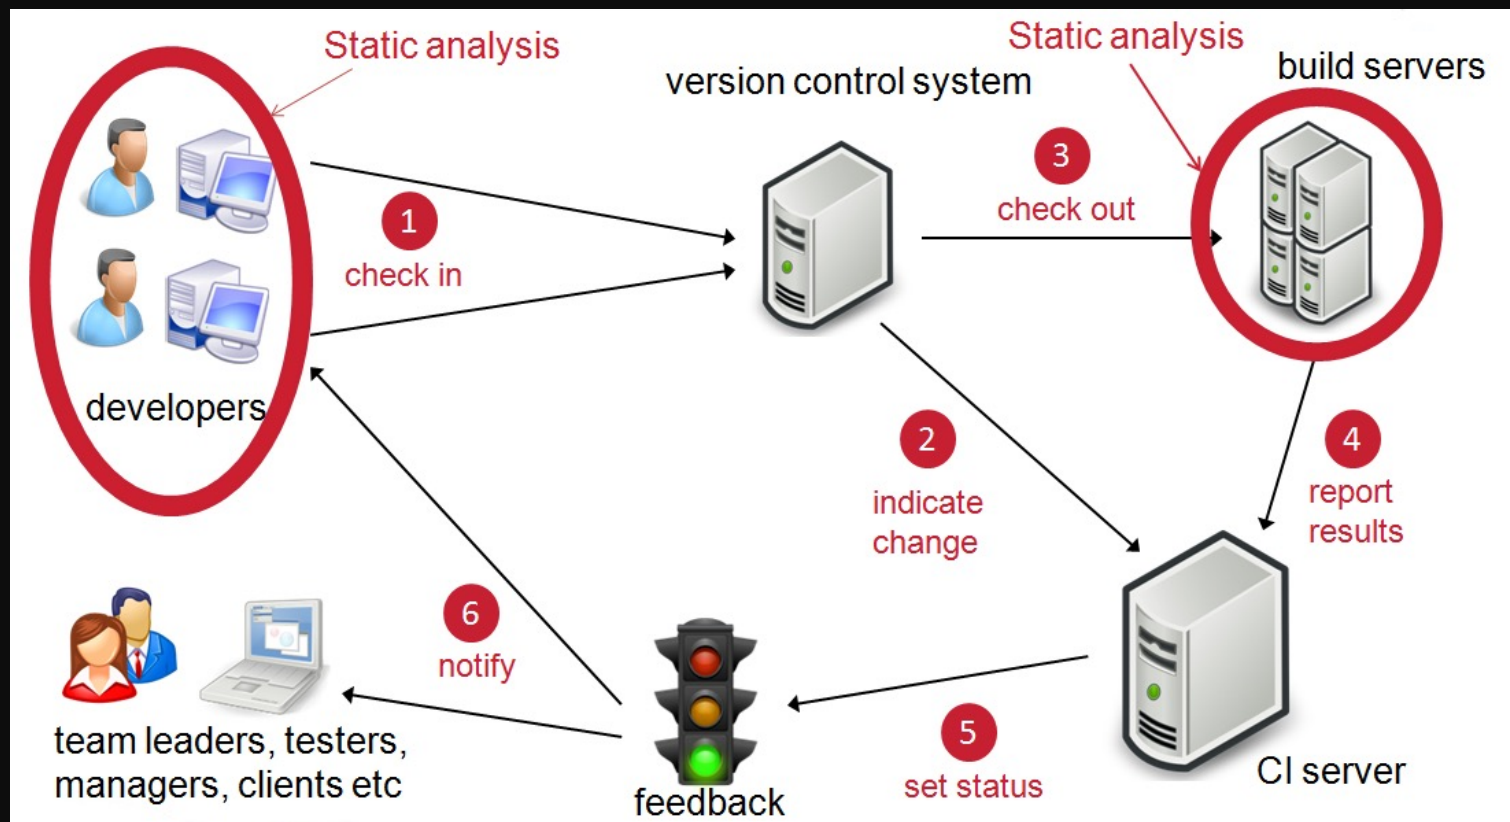 Static analysis
Static analysis
build servers
version control system
3
check out
1
check in
developers
2
indicate
change
4
report
results
6
notify
5
set status
team leaders, testers,
managers, clients etc
feedback
CI server